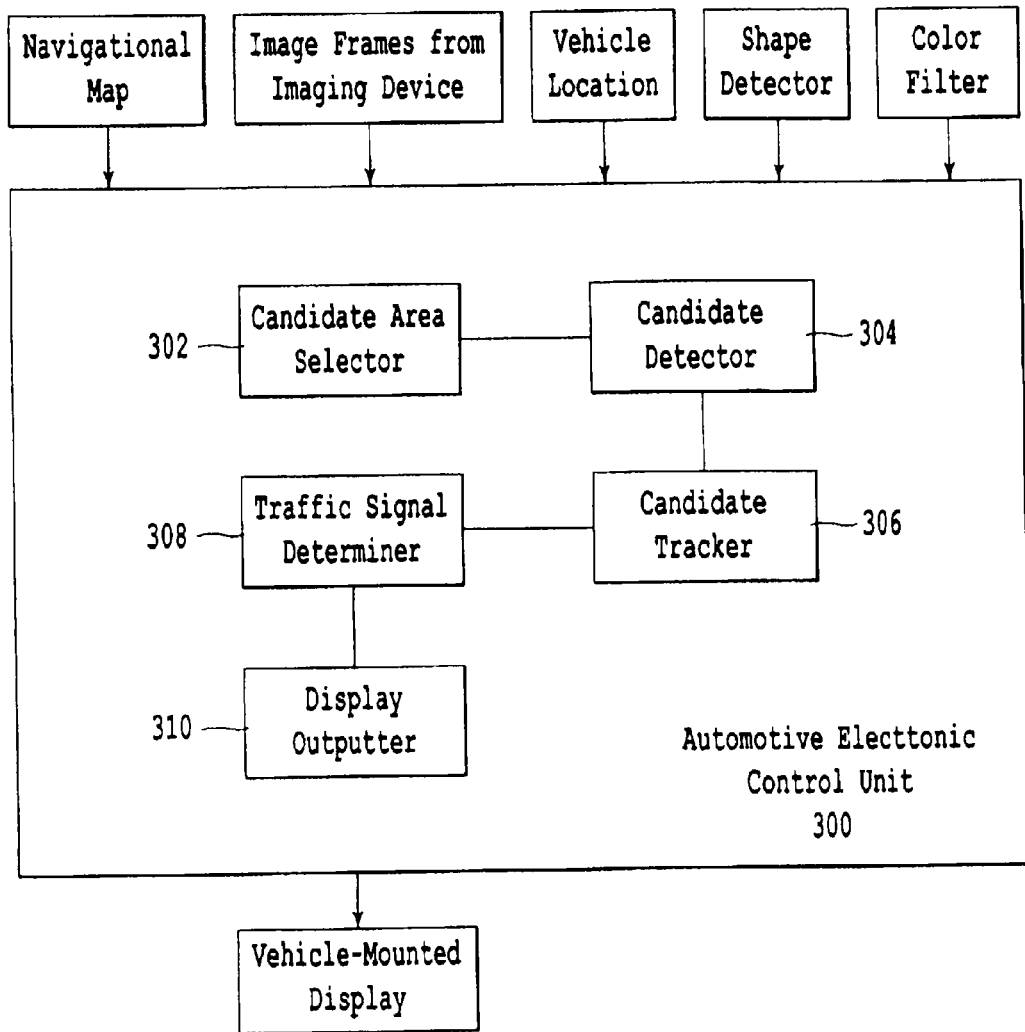 Navigational
Map
Image Frames from
Imaging Device
Vehicle
Location
Shape
Detector
Color
Filter
302
Candidate Area
Selector
Candidate
Detector
304
308
Traffic Signal
Determiner
Candidate
Tracker
306
310
Display
Outputter
Automotive Electtonic
Control Unit
300
Vehicle-Mounted
Display